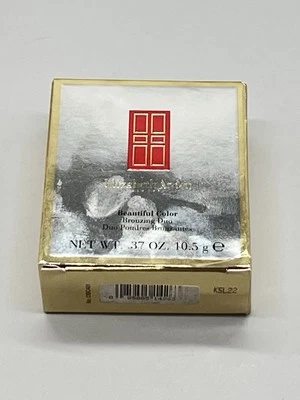 Elizabeth Arden
Beautiful Color
Bronzing Duo
Duo Poudres Bronzantes
NET WT. .37 OZ. 10.5 g ℮
K5L22